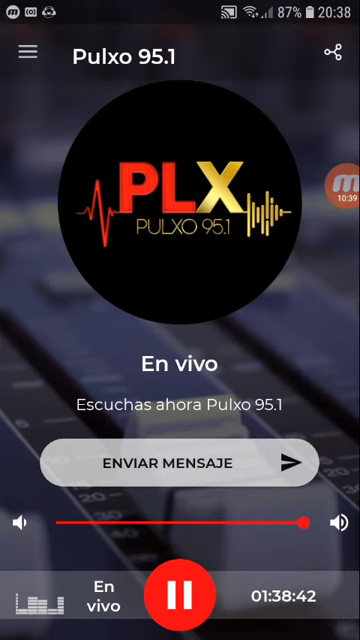 87% 20:38
Pulxo 95.1
10:39
PLX
PULXO 95.1
En vivo
Escuchas ahora Pulxo 95.1
ENVIAR MENSAJE
En
vivo
01:38:42